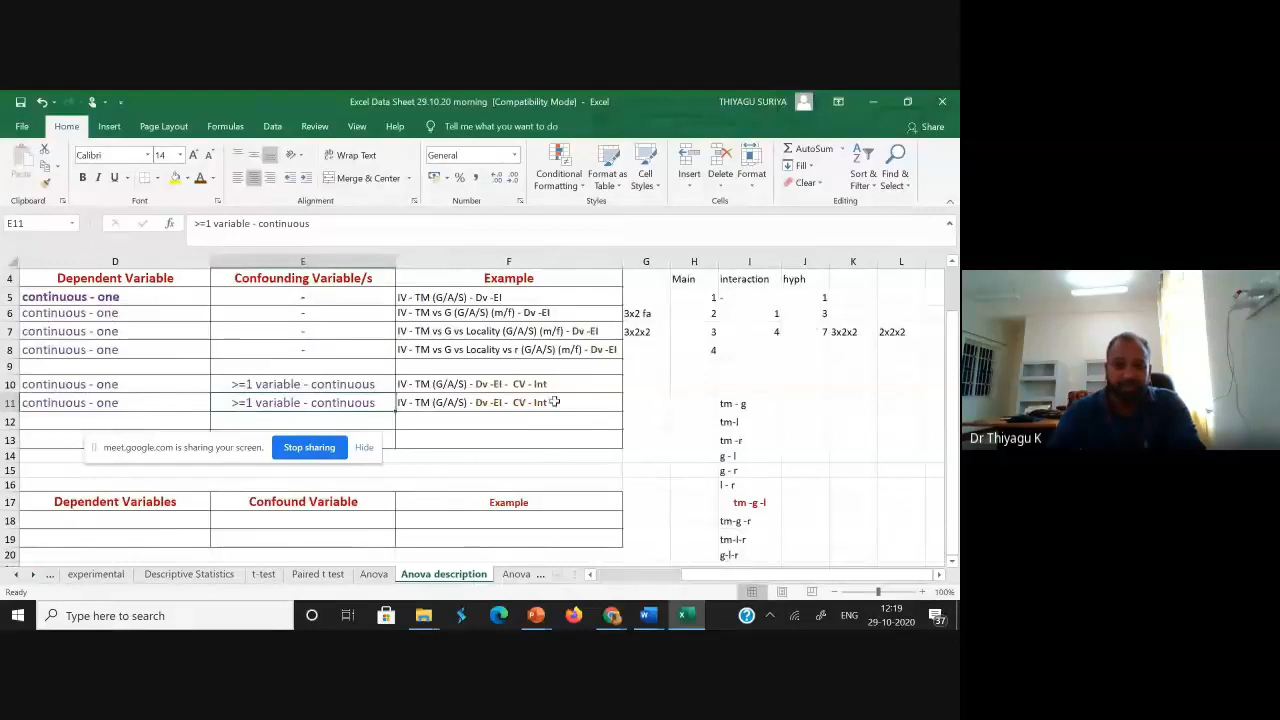 Excel Data Sheet 29.10.20 morning [Compatibility Mode] - Excel
THIYAGU SURIYA
File Home Insert Page Layout Formulas Data Review View Help Tell me what you want to do Share
Paste Calibri 14 Wrap Text General Conditional Formatting Format as Table Cell Styles Insert Delete Format AutoSum Fill Clear Sort & Filter Find & Select
B I U Merge & Center
Clipboard Font Alignment Number Styles Cells Editing
E11 fx >=1 variable - continuous
D E F G H I J K L
4 Dependent Variable Confounding Variable/s Example Main interaction hyph
5 continuous - one - IV - TM (G/A/S) - Dv -EI 1 - 1
6 continuous - one - IV - TM vs G (G/A/S) (m/f) - Dv -EI 3x2 fa 2 1 3
7 continuous - one - IV - TM vs G vs Locality (G/A/S) (m/f) - Dv -EI 3x2x2 3 4 7 3x2x2 2x2x2
8 continuous - one - IV - TM vs G vs Locality vs r (G/A/S) (m/f) - Dv -EI 4
9
10 continuous - one >=1 variable - continuous IV - TM (G/A/S) - Dv -EI - CV - Int
11 continuous - one >=1 variable - continuous IV - TM (G/A/S) - Dv -EI - CV - Int tm - g
12 tm-l
13 tm -r
meet.google.com is sharing your screen. Stop sharing Hide
14 g - l
15 g - r
16 l - r
17 Dependent Variables Confound Variable Example tm -g -l
18 tm-g -r
19 tm-l-r
20 g-l-r
... experimental Descriptive Statistics t-test Paired t test Anova Anova description Anova ...
Ready 100%
Type here to search ENG 12:19
29-10-2020 37
Dr Thiyagu K